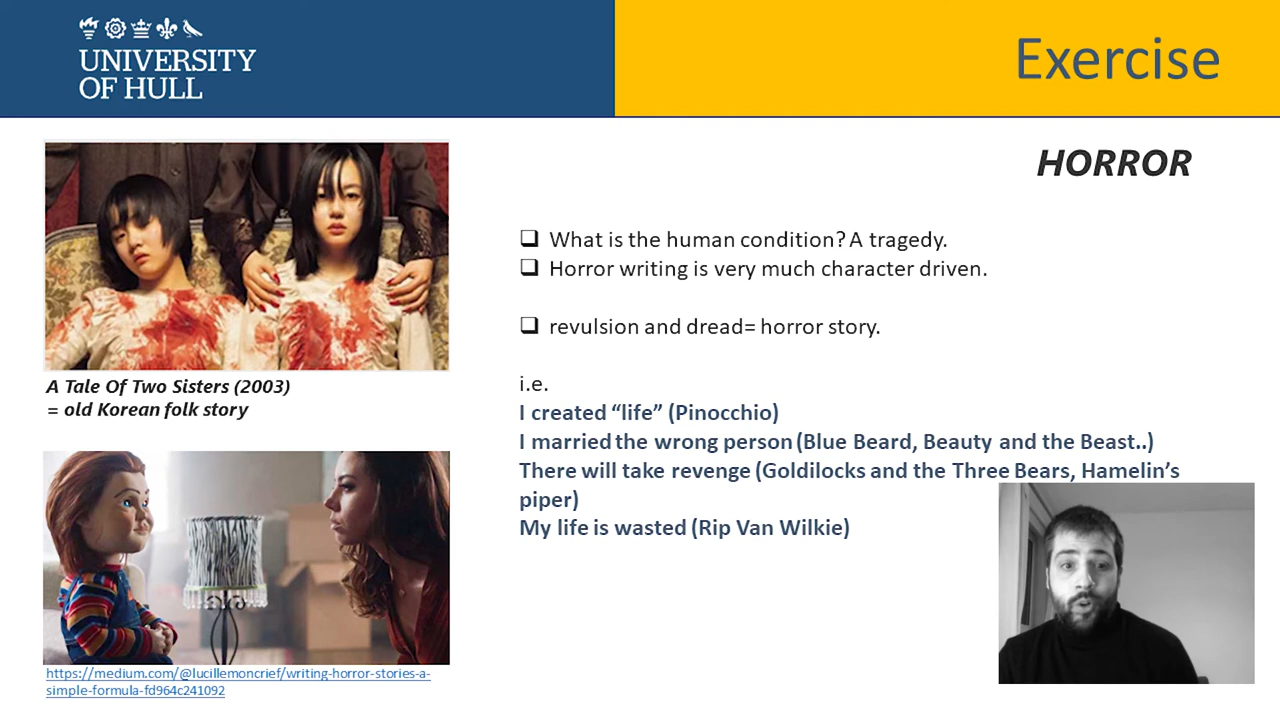 UNIVERSITY
OF HULL
Exercise
HORROR
What is the human condition? A tragedy.
Horror writing is very much character driven.
revulsion and dread= horror story.
i.e.
I created “life” (Pinocchio)
I married the wrong person (Blue Beard, Beauty and the Beast..)
There will take revenge (Goldilocks and the Three Bears, Hamelin’s
piper)
My life is wasted (Rip Van Wilkie)
A Tale Of Two Sisters (2003)
= old Korean folk story
https://medium.com/@lucillemoncrief/writing-horror-stories-a-
simple-formula-fd964c241092